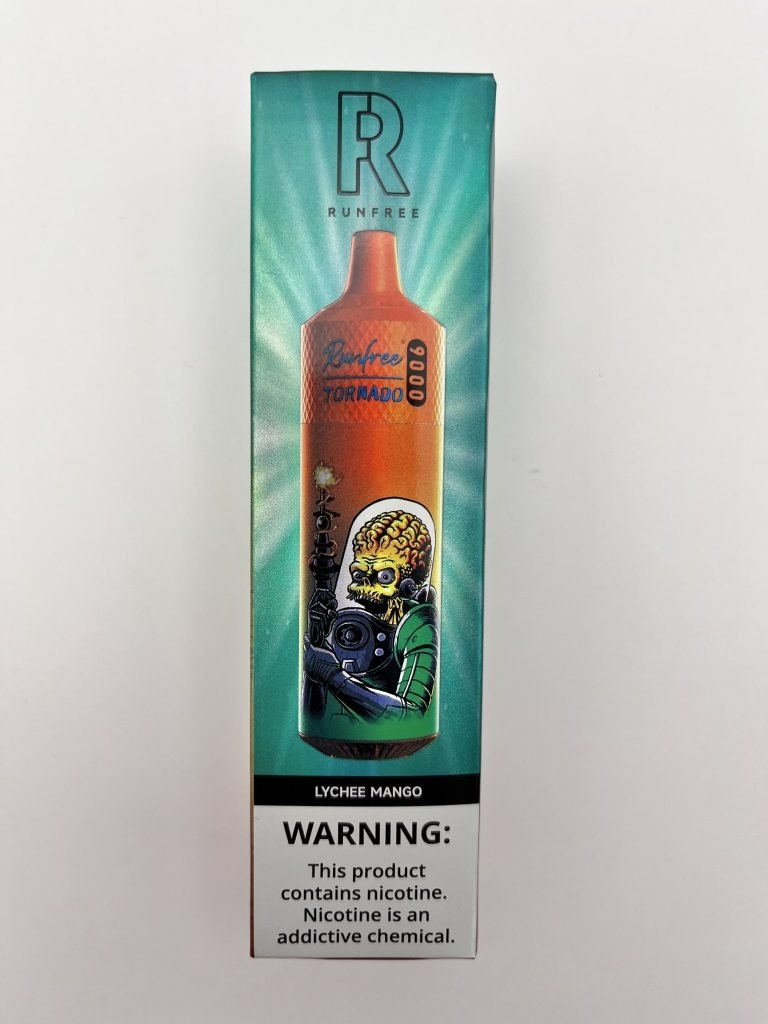 R
RUNFREE
Runfree
TORNADO
9000
LYCHEE MANGO
WARNING:
This product
contains nicotine.
Nicotine is an
addictive chemical.